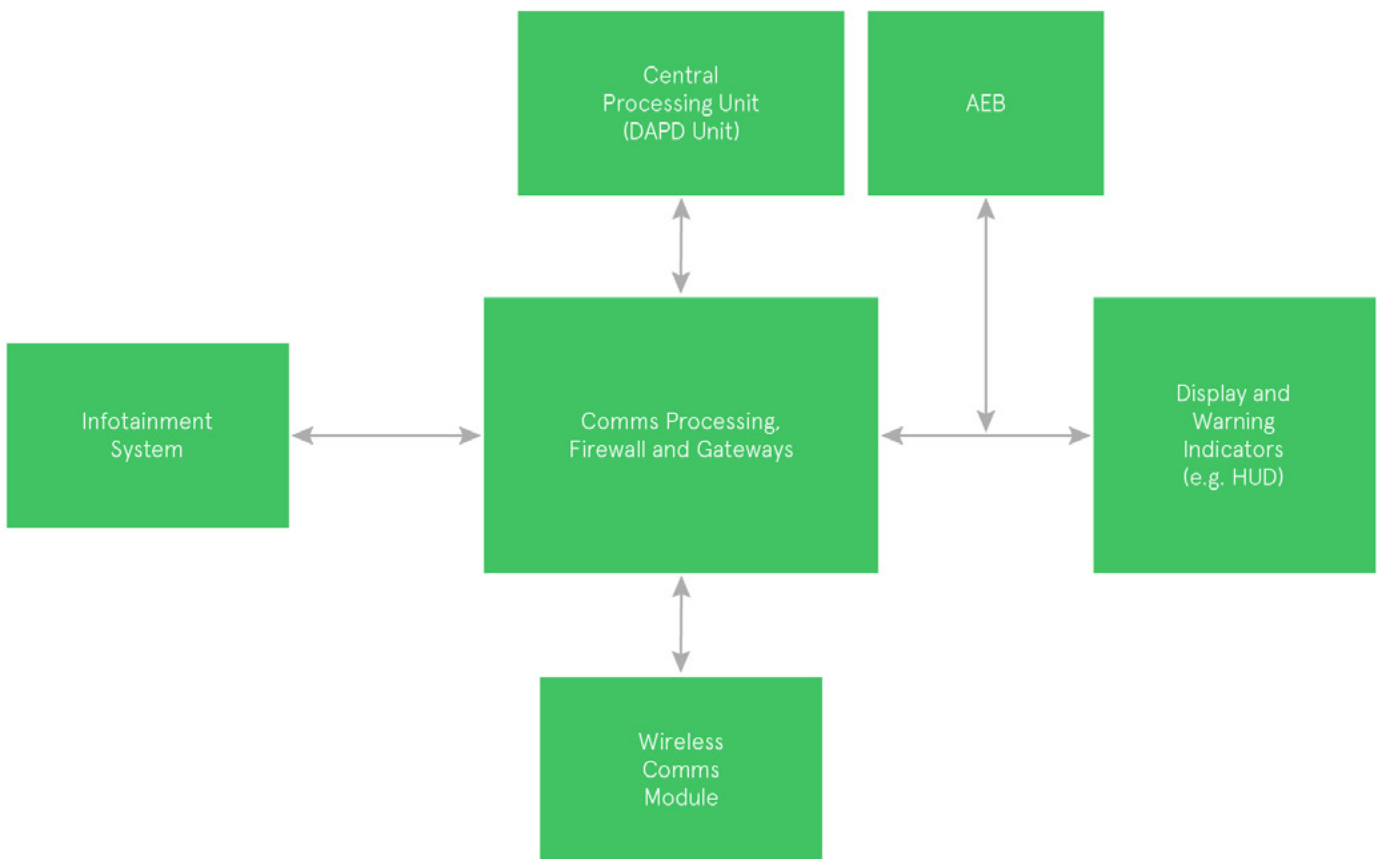 Central
Processing Unit
(DAPD Unit)
AEB
Infotainment
System
Comms Processing,
Firewall and Gateways
Display and
Warning
Indicators
(e.g. HUD)
Wireless
Comms
Module